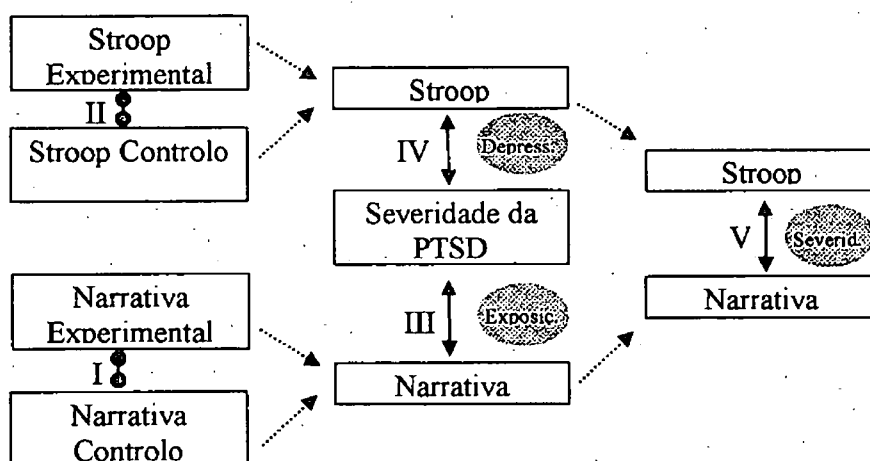 Stroop
Experimental
II
Stroop Controlo
Stroop
IV
Depress.
Severidade da
PTSD
III
Exposic.
Narrativa
Narrativa
Experimental
I
Narrativa
Controlo
Stroop
V
Severid.
Narrativa